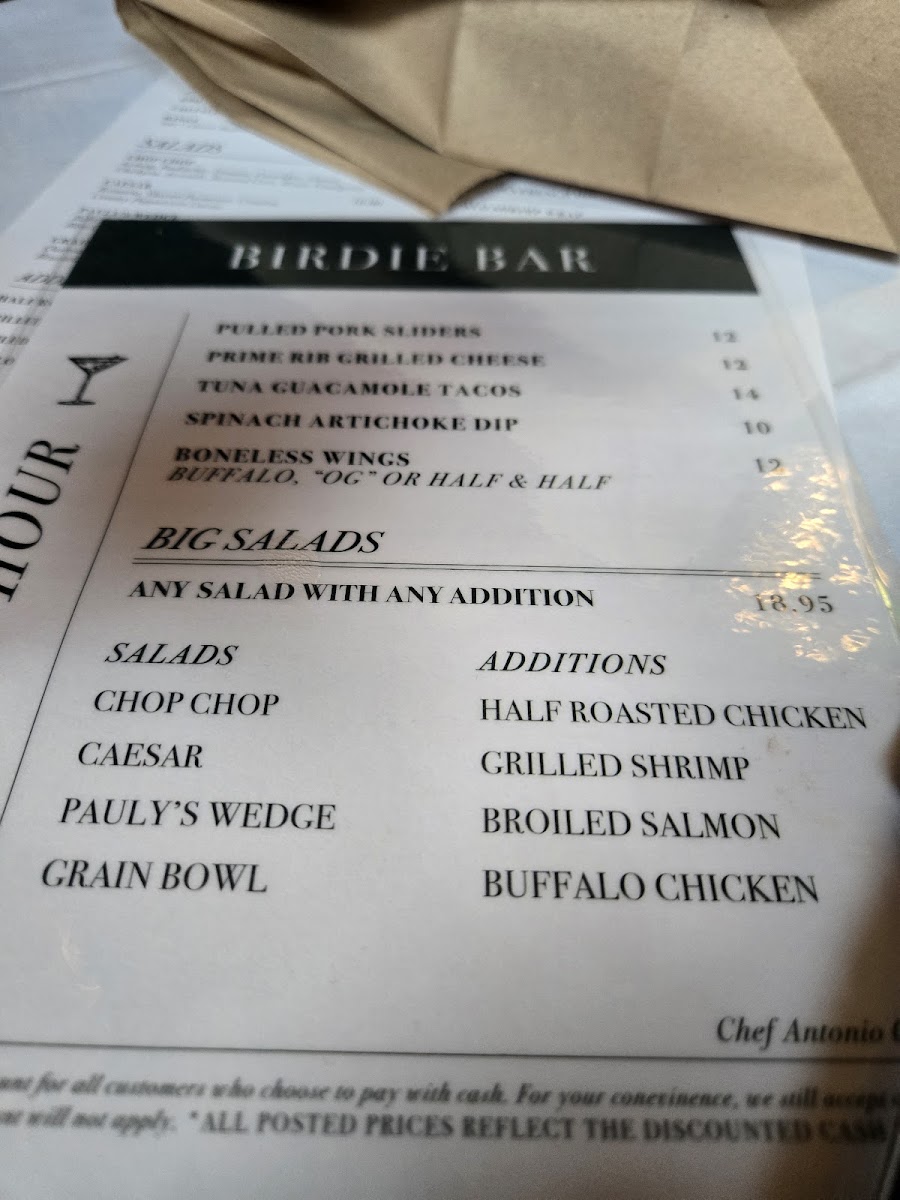 SALADS
BIRDIE BAR
PULLED PORK SLIDERS 12
PRIME RIB GRILLED CHEESE 12
TUNA GUACAMOLE TACOS 14
SPINACH ARTICHOKE DIP 10
BONELESS WINGS 12
BUFFALO, "OG" OR HALF & HALF
HOUR
BIG SALADS
ANY SALAD WITH ANY ADDITION 18.95
SALADS ADDITIONS
CHOP CHOP HALF ROASTED CHICKEN
CAESAR GRILLED SHRIMP
PAULY'S WEDGE BROILED SALMON
GRAIN BOWL BUFFALO CHICKEN
Chef Antonio
for all customers who choose to pay with cash. For your conevinence, we still accept
will not apply. *ALL POSTED PRICES REFLECT THE DISCOUNTED CASH